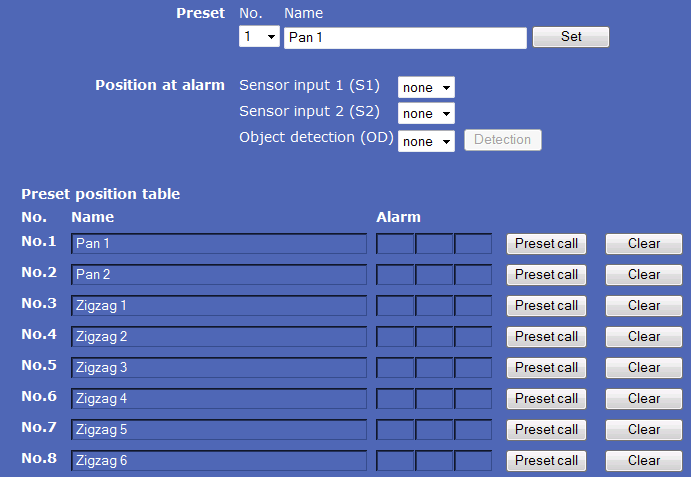 Preset No. Name
1 Pan 1 Set
Position at alarm Sensor input 1 (S1) none
Sensor input 2 (S2) none
Object detection (OD) none Detection
Preset position table
No. Name Alarm
No.1 Pan 1 Preset call Clear
No.2 Pan 2 Preset call Clear
No.3 Zigzag 1 Preset call Clear
No.4 Zigzag 2 Preset call Clear
No.5 Zigzag 3 Preset call Clear
No.6 Zigzag 4 Preset call Clear
No.7 Zigzag 5 Preset call Clear
No.8 Zigzag 6 Preset call Clear